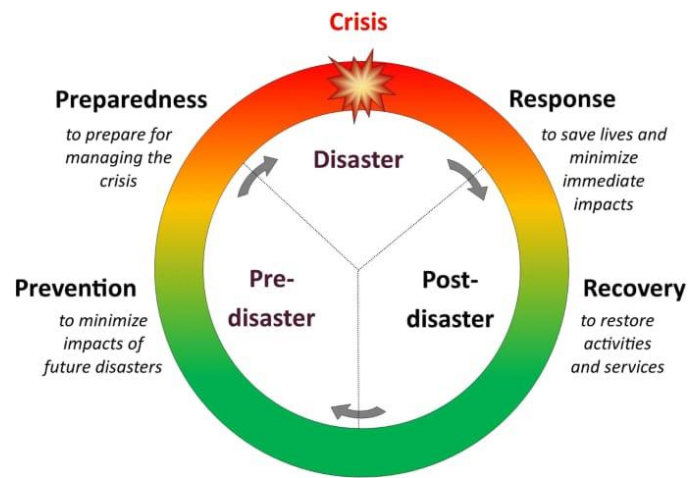 Crisis
Preparedness
to prepare for
managing the
crisis
Response
to save lives and
minimize
immediate
impacts
Disaster
Prevention
to minimize
impacts of
future disasters
Pre-
disaster
Post-
disaster
Recovery
to restore
activities
and services